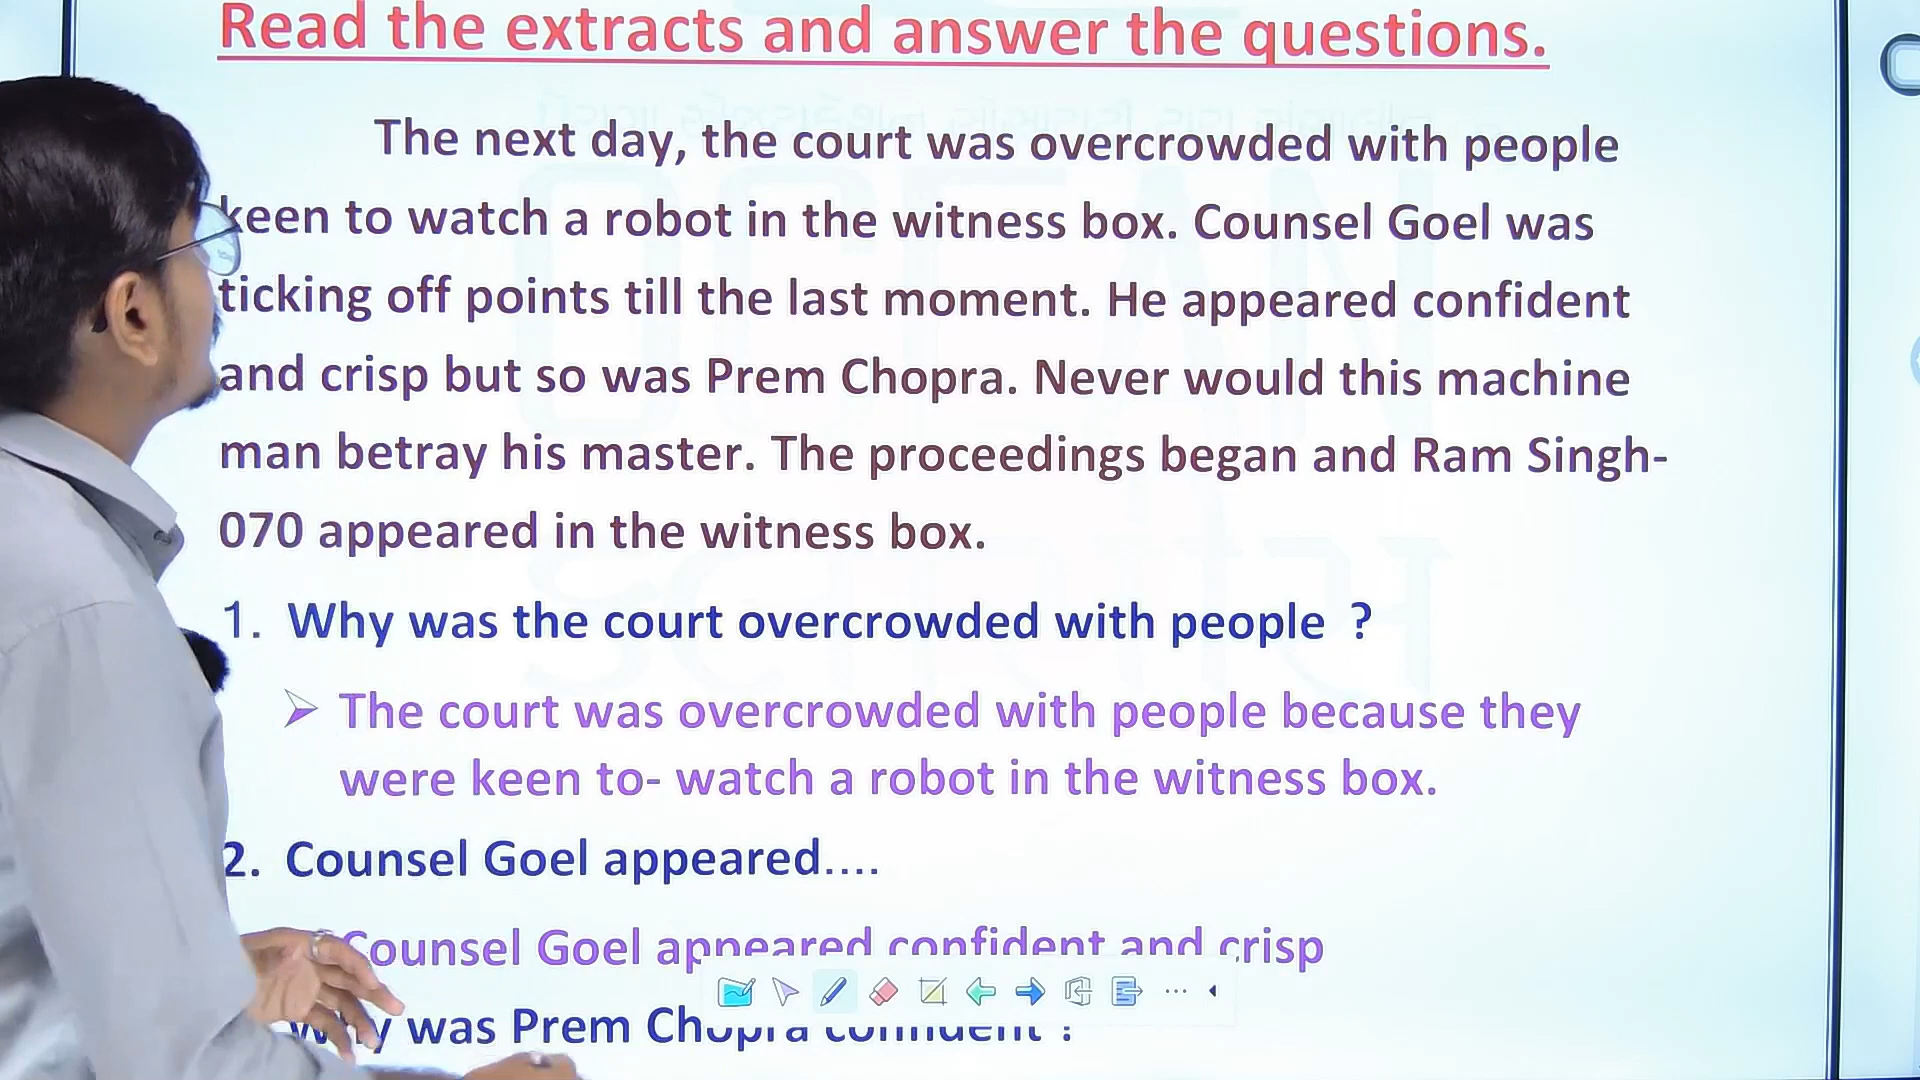 Read the extracts and answer the questions.
The next day, the court was overcrowded with people
keen to watch a robot in the witness box. Counsel Goel was
ticking off points till the last moment. He appeared confident
and crisp but so was Prem Chopra. Never would this machine
man betray his master. The proceedings began and Ram Singh-
070 appeared in the witness box.
1. Why was the court overcrowded with people ?
➢ The court was overcrowded with people because they
were keen to- watch a robot in the witness box.
2. Counsel Goel appeared....
Counsel Goel appeared confident and crisp
Why was Prem Chopra confident ?